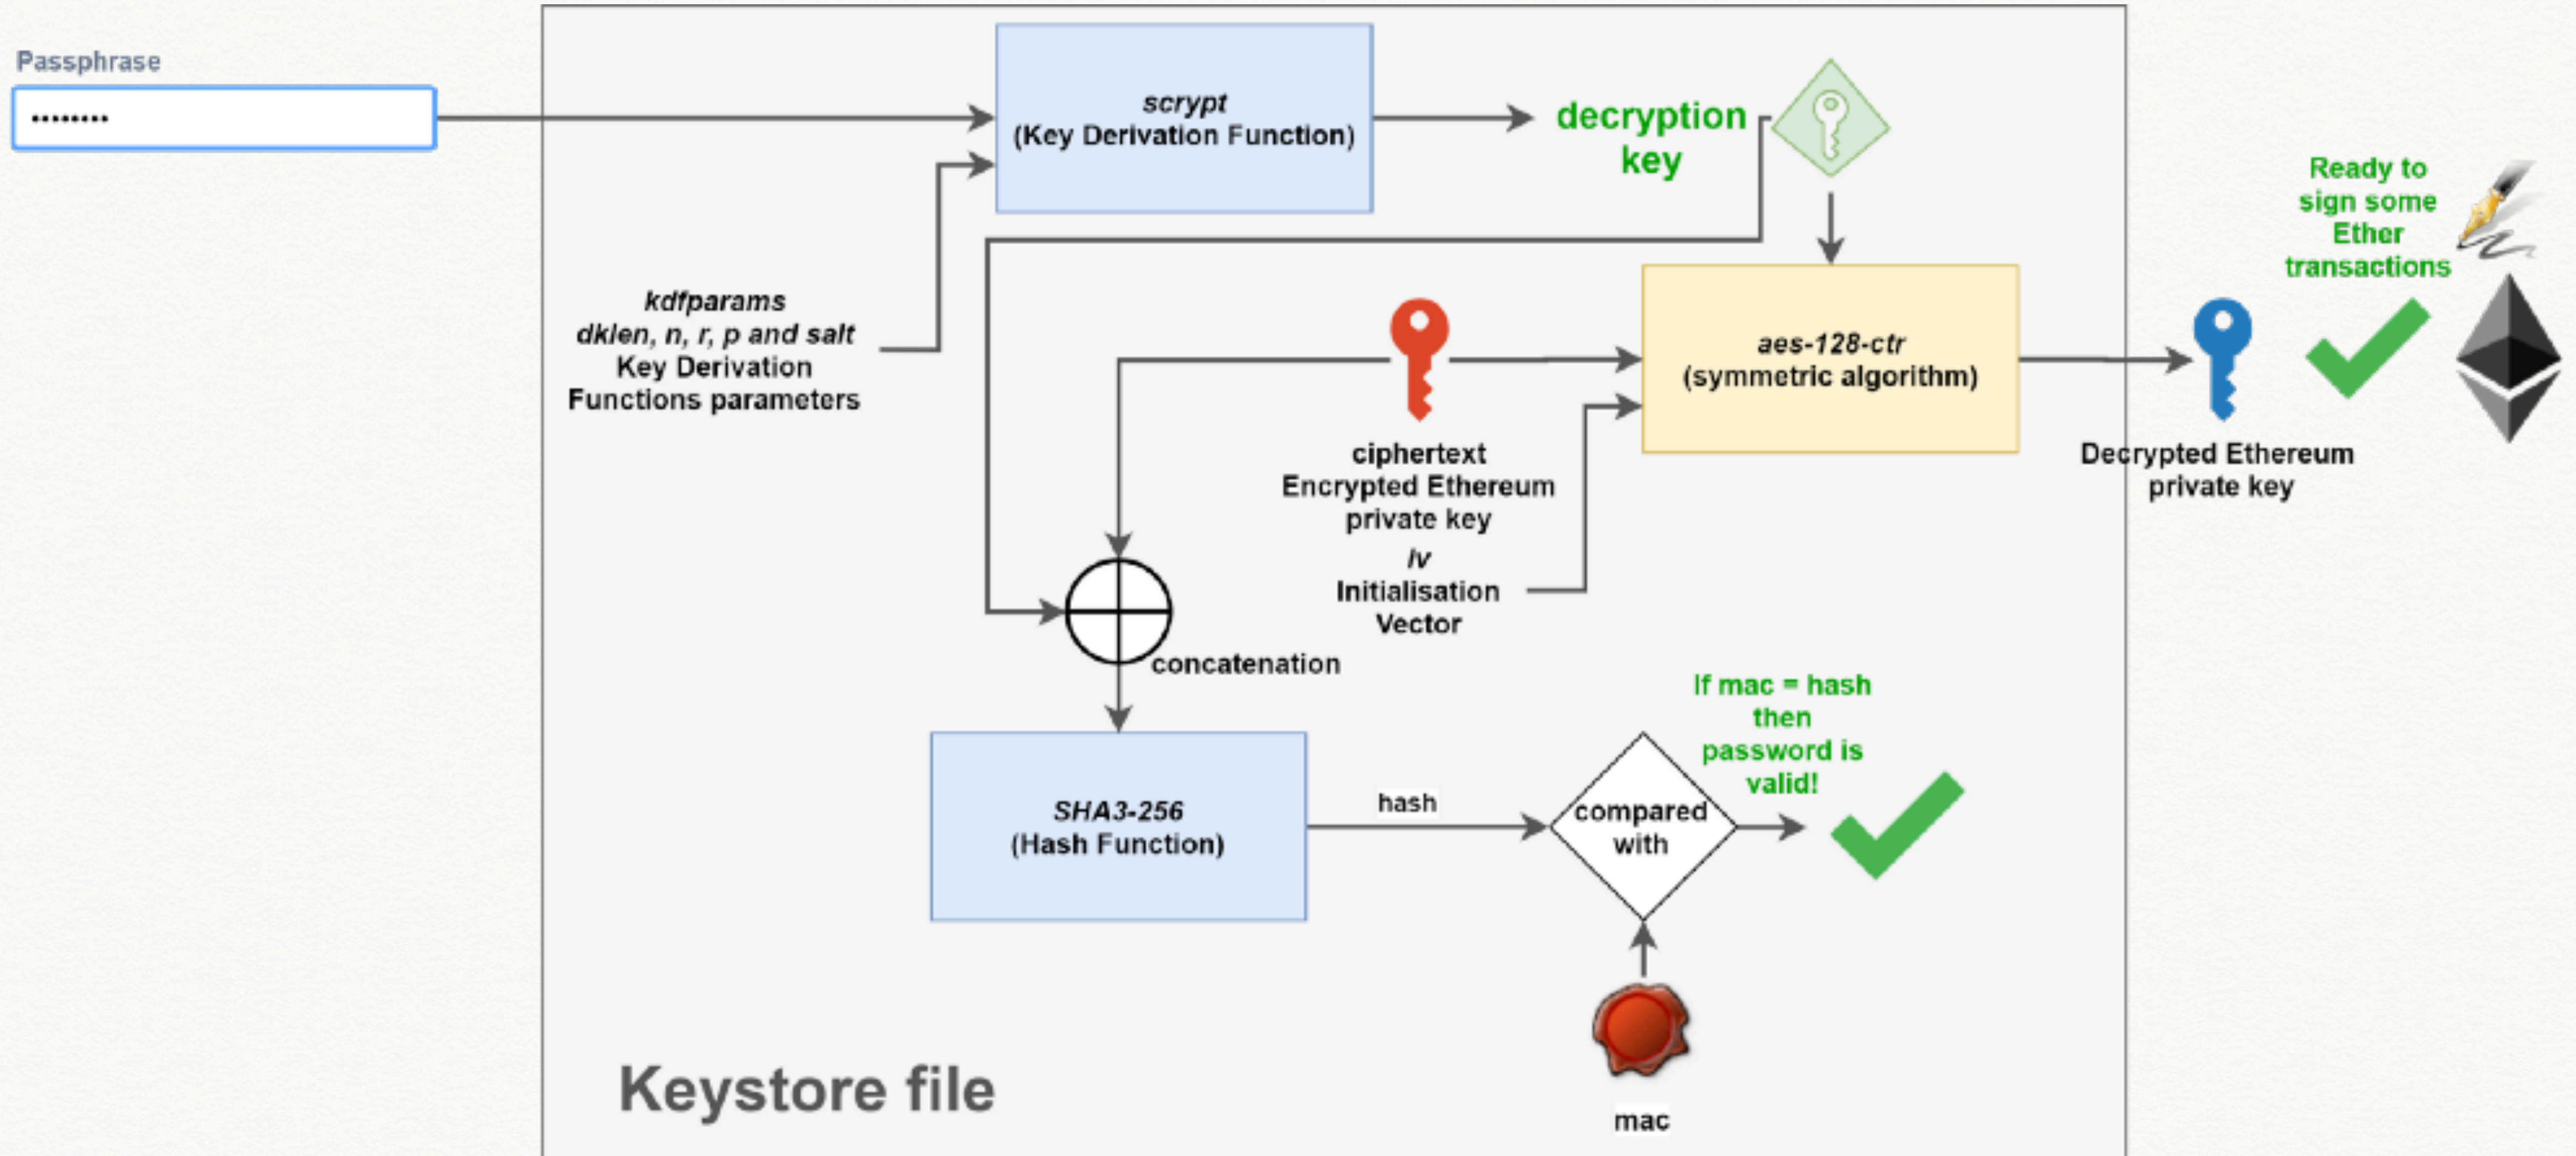 Passphrase
••••••••
scrypt
(Key Derivation Function)
decryption
key
Ready to
sign some
Ether
transactions
kdfparams
dklen, n, r, p and salt
Key Derivation
Functions parameters
aes-128-ctr
(symmetric algorithm)
ciphertext
Encrypted Ethereum
private key
Decrypted Ethereum
private key
Iv
Initialisation
Vector
concatenation
If mac = hash
then
password is
valid!
SHA3-256
(Hash Function)
hash
compared
with
Keystore file
mac